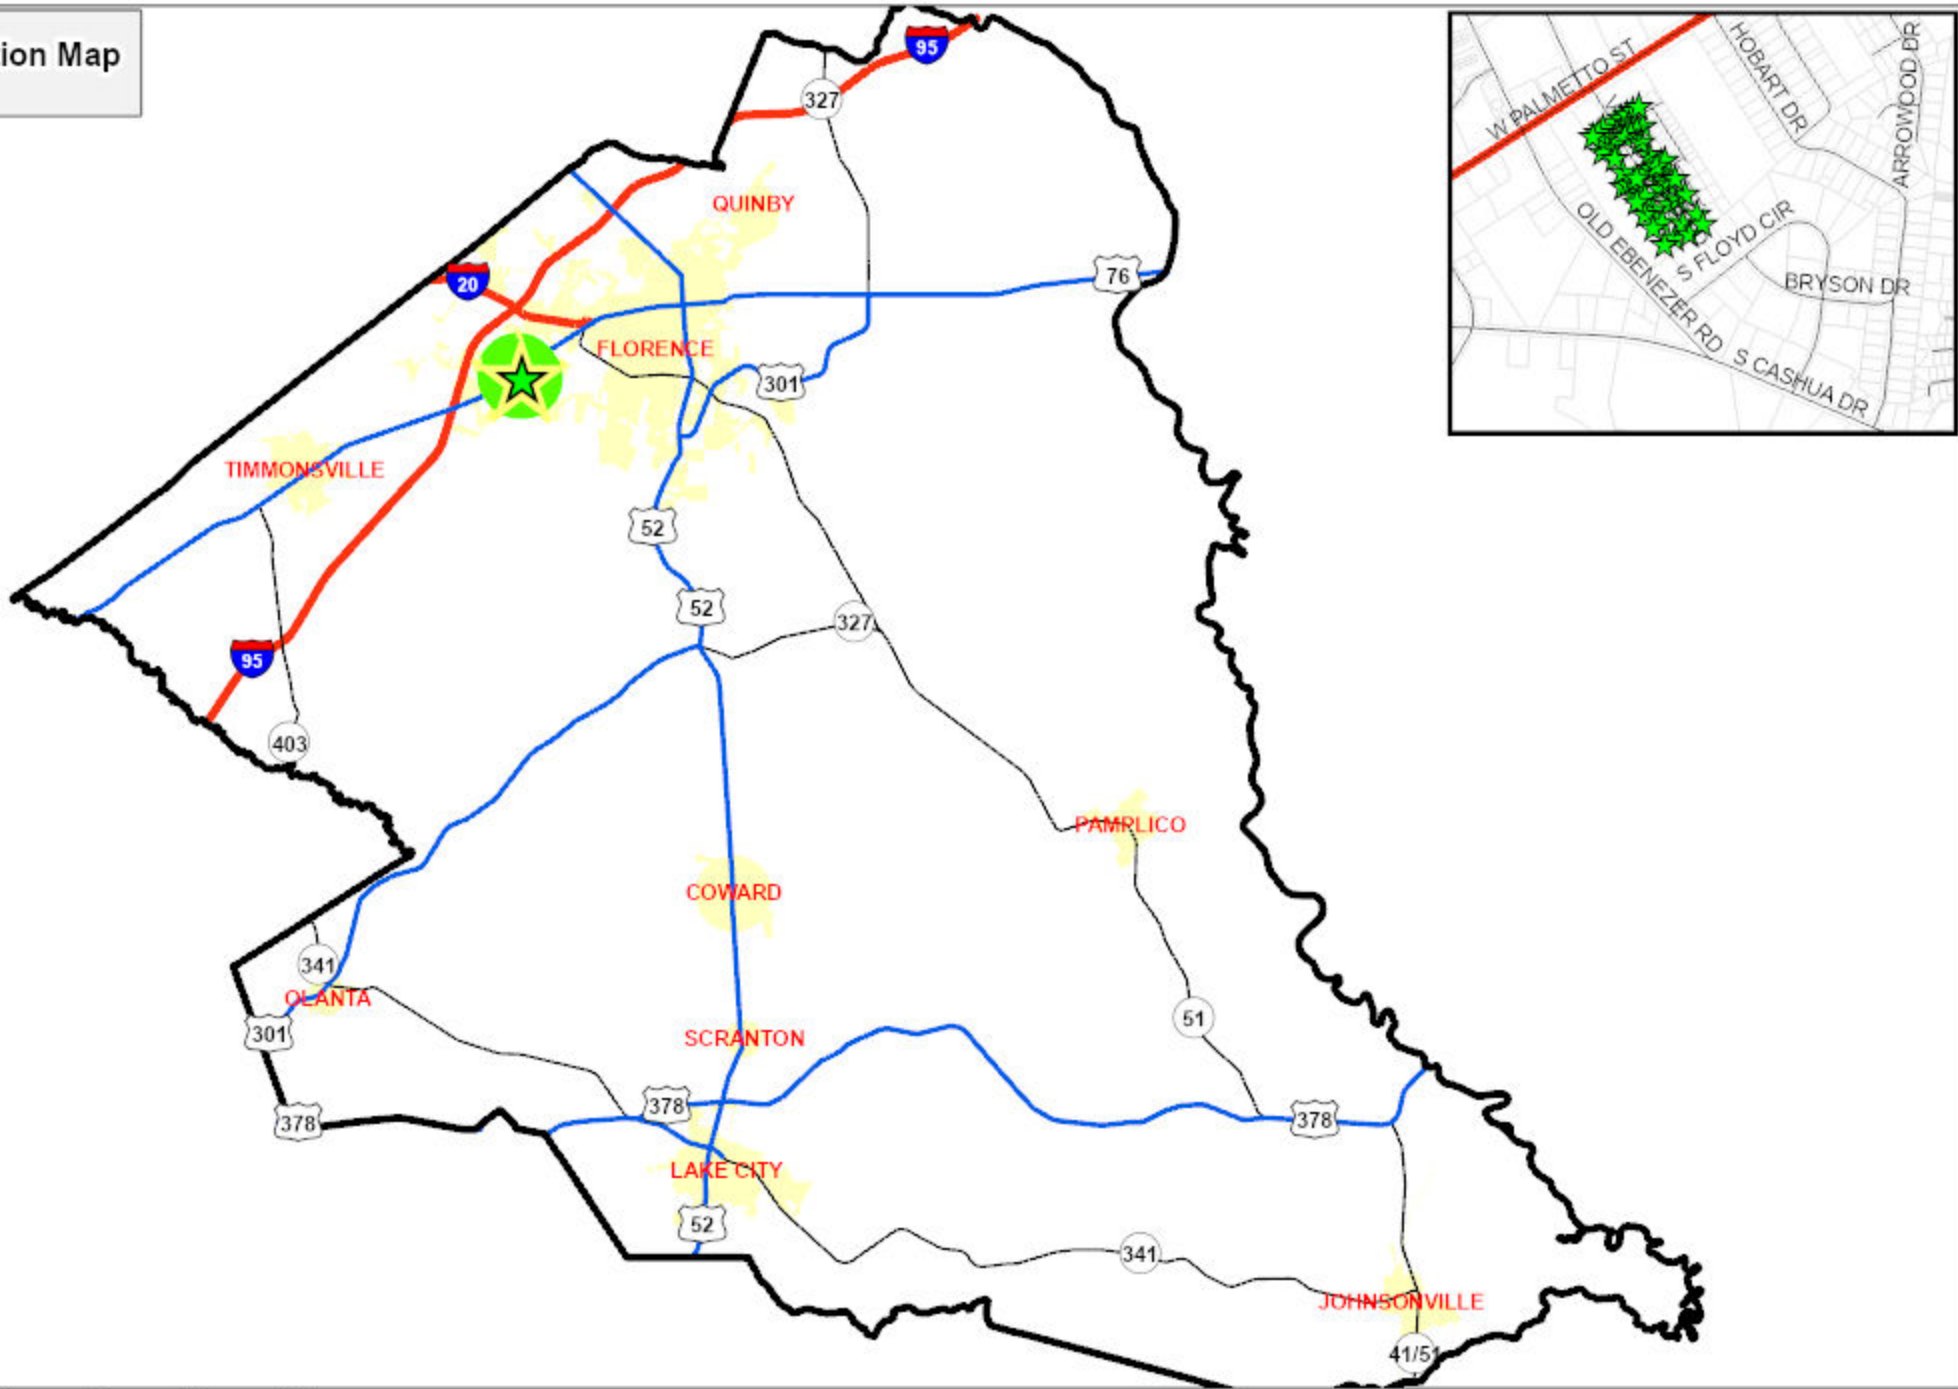 ion Map
95
327
QUINBY
20
76
FLORENCE
301
TIMMONSVILLE
52
52
327
95
403
PAMPLICO
COWARD
341
OLANTA
301
51
SCRANTON
378
378
378
LAKE CITY
52
341
JOHNSONVILLE
41/51
W PALMETTO ST
HOBART DR
ARROWOOD DR
OLD EBENEZER RD
S FLOYD CIR
BRYSON DR
S CASHUA DR